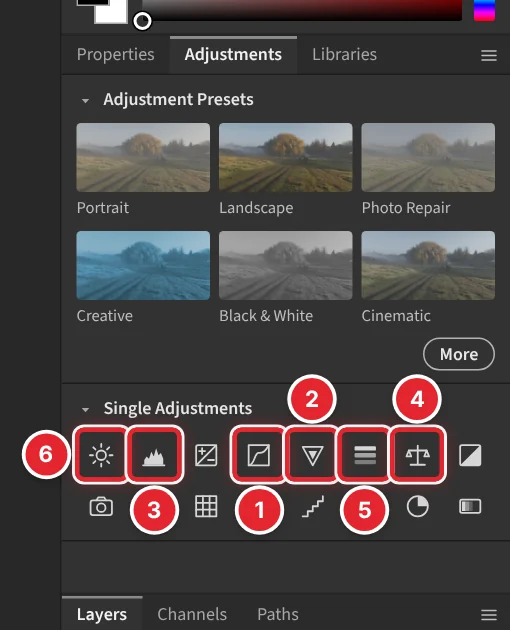 Properties Adjustments Libraries
Adjustment Presets
Portrait Landscape Photo Repair
Creative Black & White Cinematic
More
2 4
Single Adjustments
6
3 1 5
Layers Channels Paths